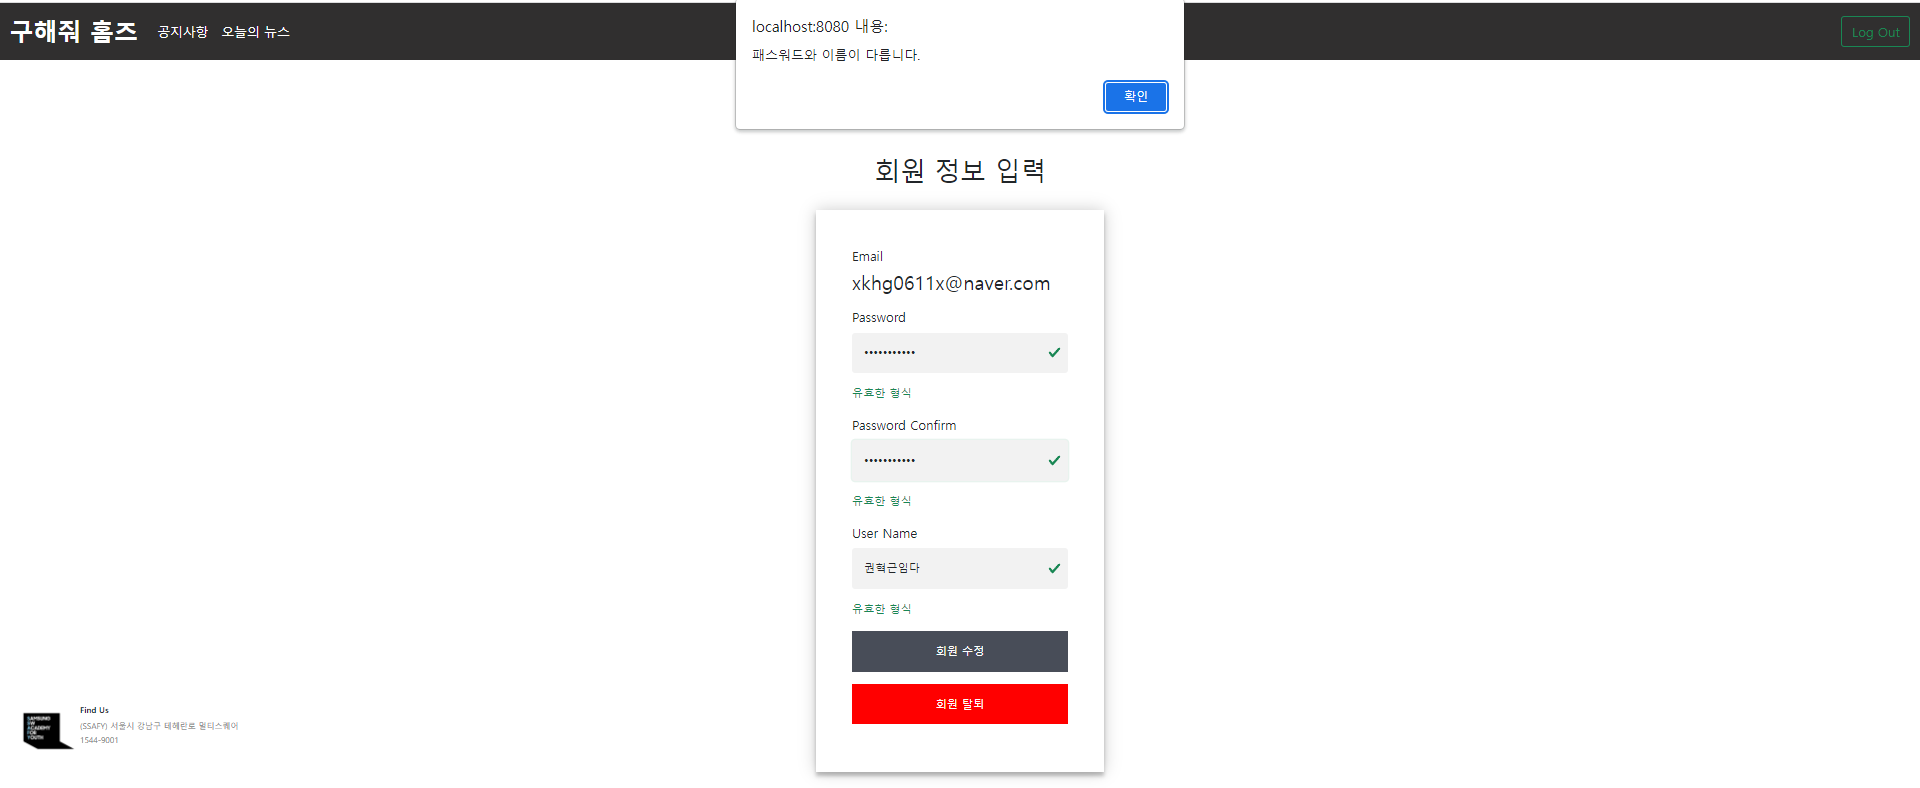 구해줘 홈즈 공지사항 오늘의 뉴스
localhost:8080 내용:
패스워드와 이름이 다릅니다.
확인
Log Out
회원 정보 입력
Email
xkhg0611x@naver.com
Password
•••••••••••
유효한 형식
Password Confirm
•••••••••••
유효한 형식
User Name
권혁근임다
유효한 형식
회원 수정
회원 탈퇴
SAMSUNG
SW
ACADEMY
FOR
YOUTH
Find Us
(SSAFY) 서울시 강남구 테헤란로 멀티스퀘어
1544-9001